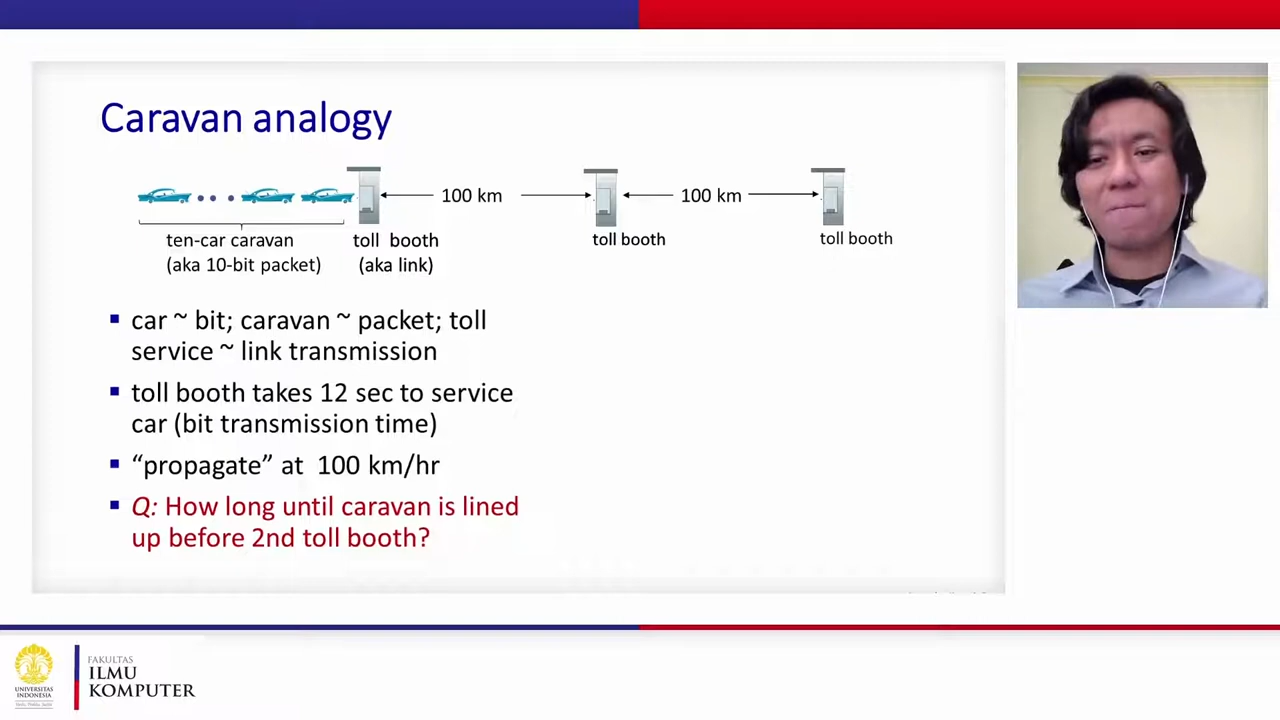 Caravan analogy
100 km
100 km
ten-car caravan
(aka 10-bit packet)
toll booth
(aka link)
toll booth
toll booth
▪ car ~ bit; caravan ~ packet; toll
service ~ link transmission
▪ toll booth takes 12 sec to service
car (bit transmission time)
▪ “propagate” at 100 km/hr
▪ Q: How long until caravan is lined
up before 2nd toll booth?
UNIVERSITAS
INDONESIA
FAKULTAS
ILMU
KOMPUTER